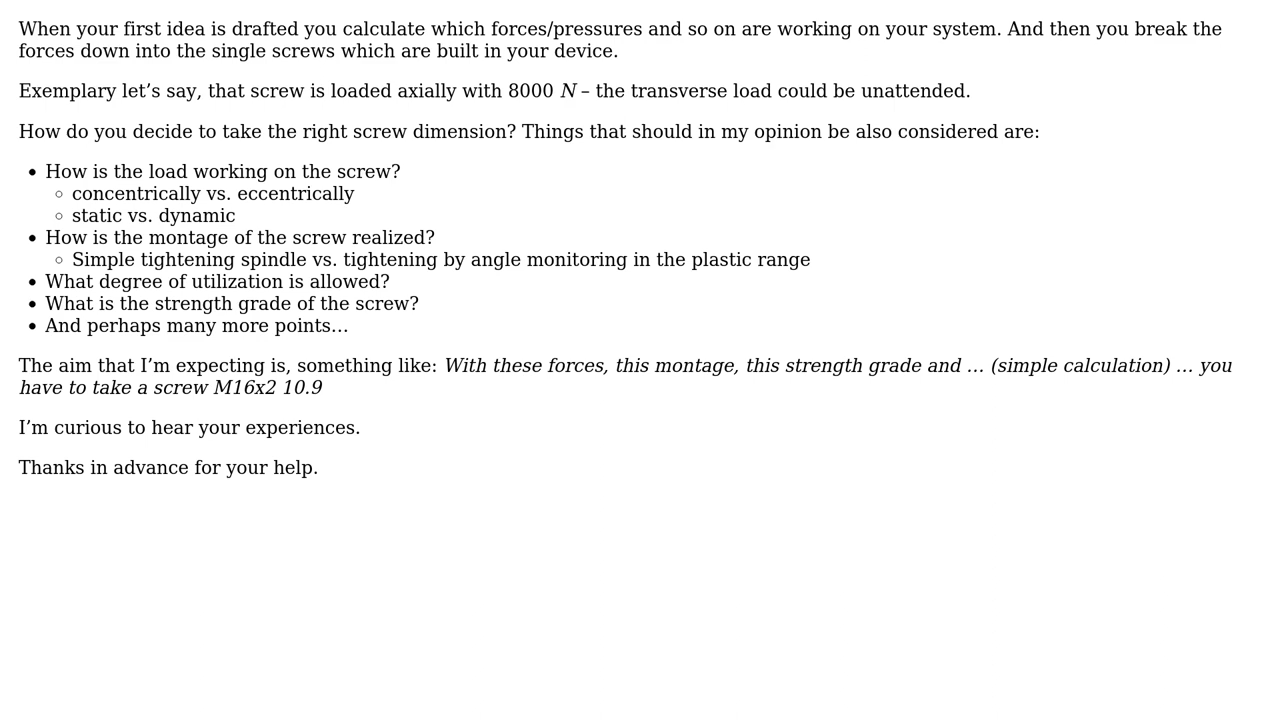 When your first idea is drafted you calculate which forces/pressures and so on are working on your system. And then you break the
forces down into the single screws which are built in your device.
Exemplary let’s say, that screw is loaded axially with 8000 N – the transverse load could be unattended.
How do you decide to take the right screw dimension? Things that should in my opinion be also considered are:
• How is the load working on the screw?
◦ concentrically vs. eccentrically
◦ static vs. dynamic
• How is the montage of the screw realized?
◦ Simple tightening spindle vs. tightening by angle monitoring in the plastic range
• What degree of utilization is allowed?
• What is the strength grade of the screw?
• And perhaps many more points…
The aim that I’m expecting is, something like: With these forces, this montage, this strength grade and … (simple calculation) … you
have to take a screw M16x2 10.9
I’m curious to hear your experiences.
Thanks in advance for your help.